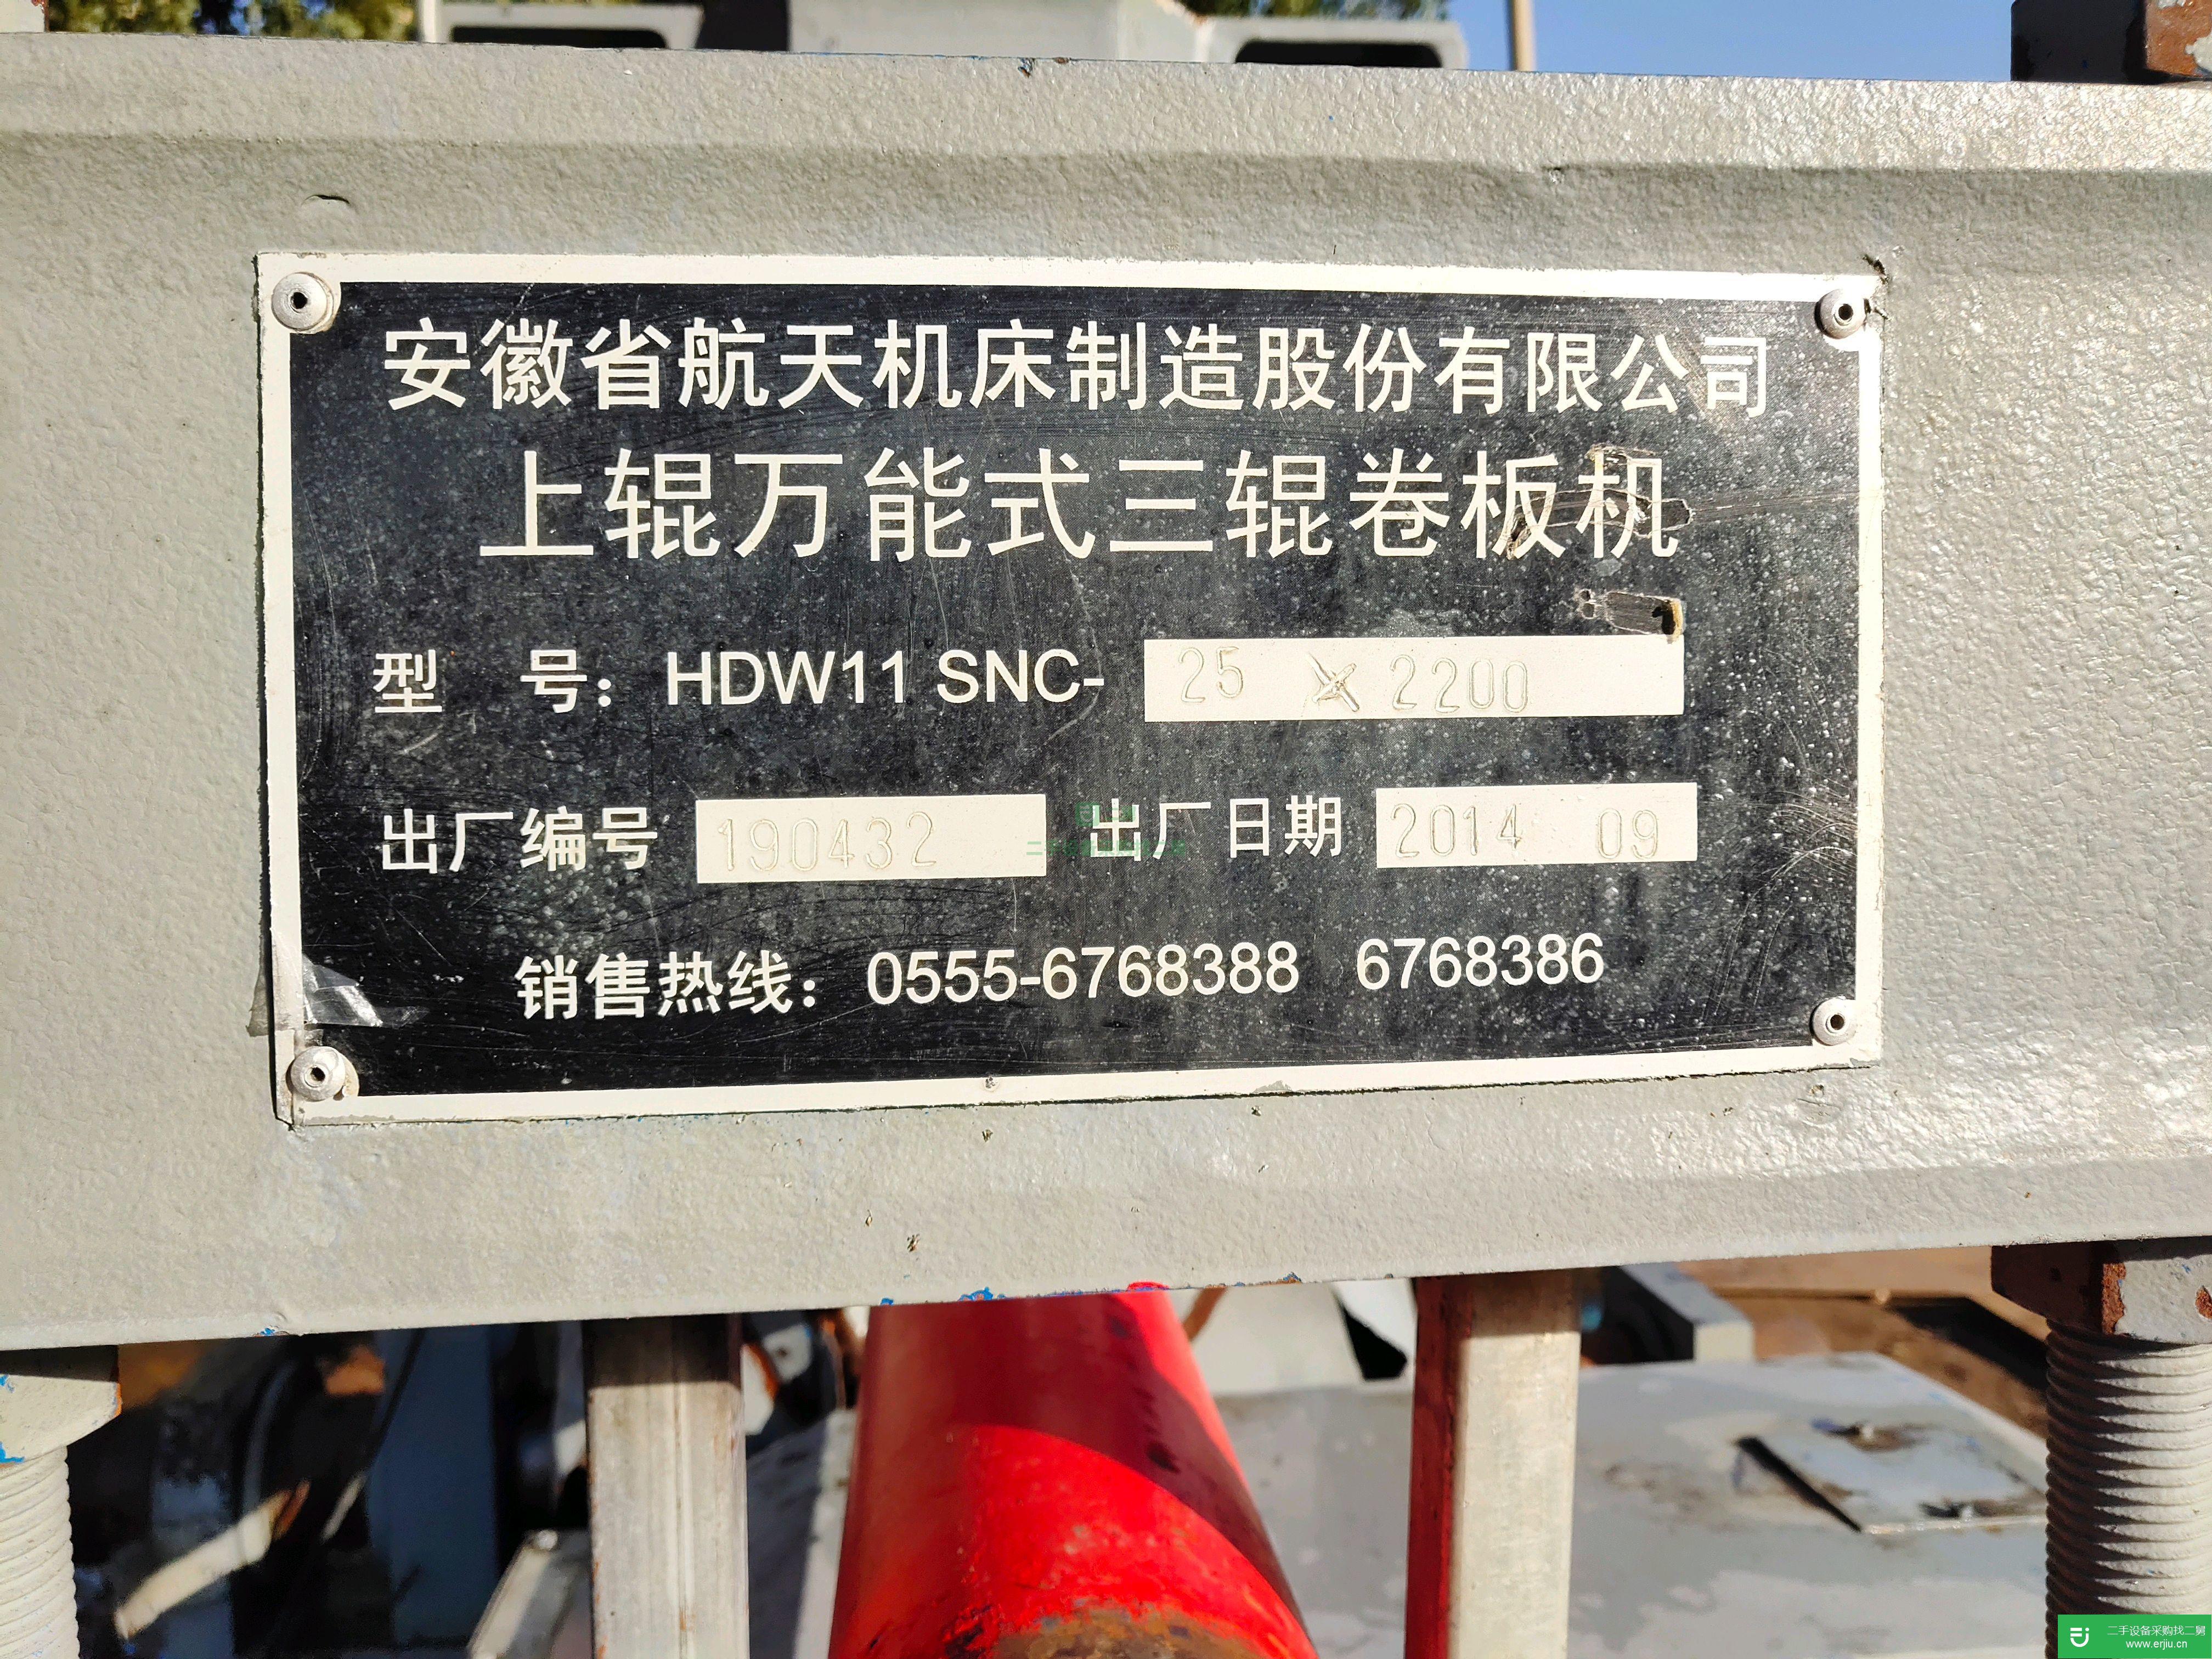 安徽省航天机床制造股份有限公司
上辊万能式三辊卷板机
型 号: HDW11 SNC- 25 × 2200
出厂编号 190432 出厂日期 2014 09
销售热线: 0555-6768388 6768386
二手设备采购找二舅
www.erjiu.cn